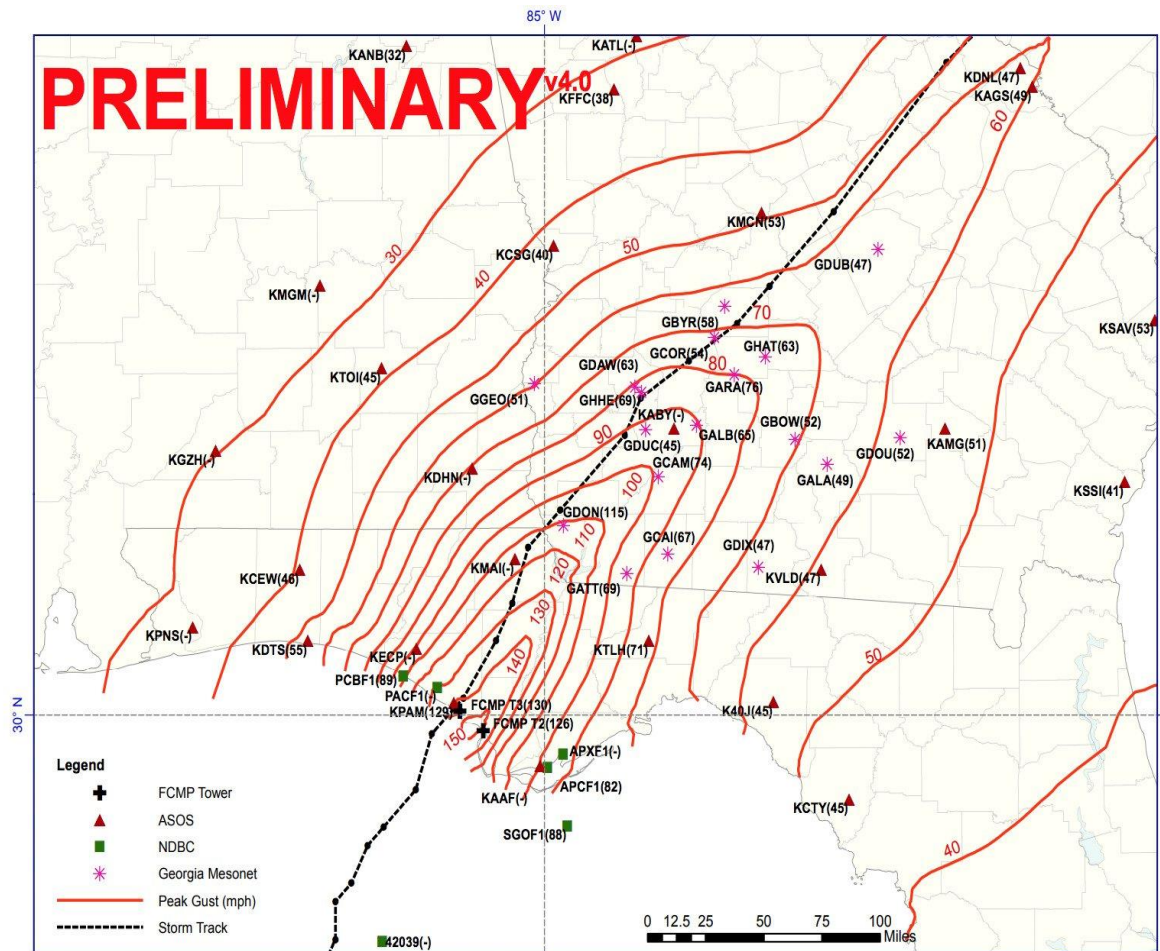 85° W
PRELIMINARY v4.0
KANB(32)
KATL(-)
KFFC(38)
KDNL(47)
KAGS(49)
60
KMCN(53)
50
KCSG(40)
30
40
GDUB(47)
KMGM(-)
70
GBYR(58)
KSAV(53)
GCOR(54)
GHAT(63)
GDAW(63)
80
KTOI(45)
GARA(76)
GGEO(51)
GHHE(69)
KABY(-)
90
GALB(65)
GBOW(52)
GDUC(45)
KAMG(51)
GDOU(52)
KGZH(-)
GCAM(74)
KDHN(-)
GALA(49)
100
KSSI(41)
GDON(115)
110
GCAI(67)
GDIX(47)
KMAI(-)
120
KCEW(46)
KVLD(47)
GATT(69)
130
KPNS(-)
KDTS(55)
KTLH(71)
KECP(-)
140
50
PCBF1(89)
PACF1(-)
FCMP T3(130)
KPAM(129)
K40J(45)
30° N
FCMP T2(126)
150
APXF1(-)
APCF1(82)
KAAF(-)
KCTY(45)
SGOF1(88)
40
42039(-)
Legend
FCMP Tower
ASOS
NDBC
Georgia Mesonet
Peak Gust (mph)
Storm Track
0 12.5 25 50 75 100
Miles